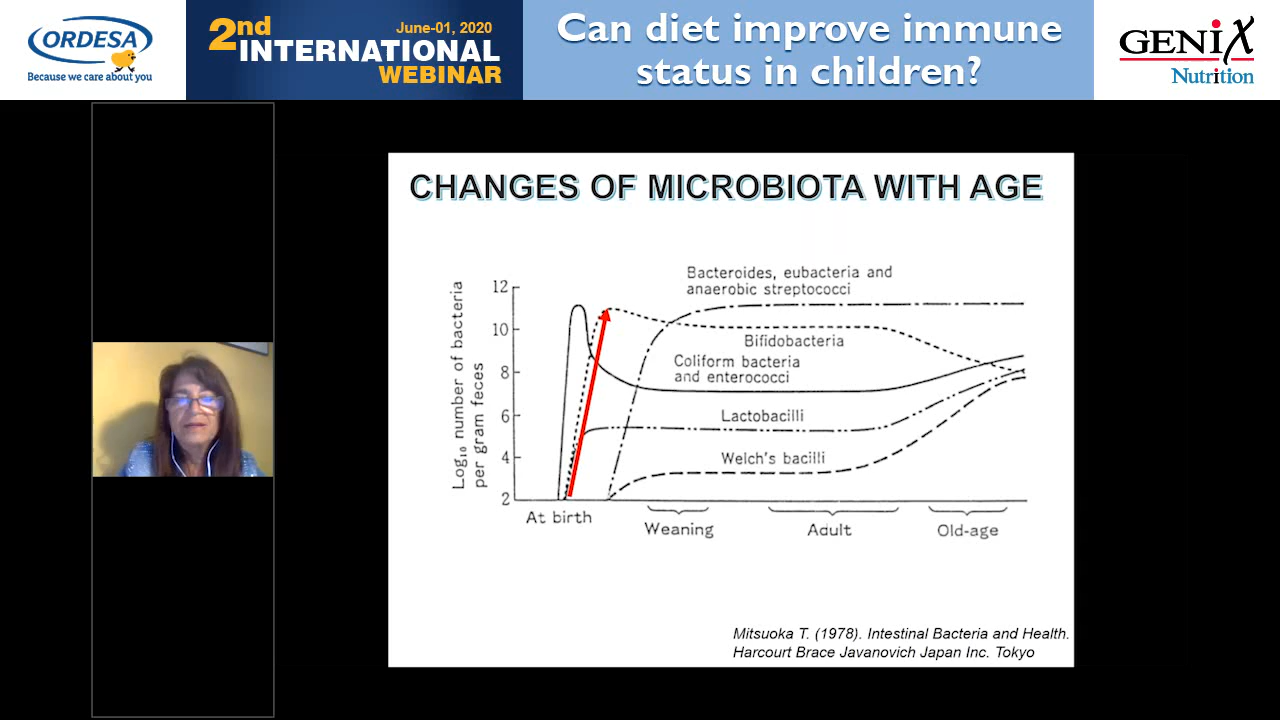 ORDESA
Because we care about you
2nd
June-01, 2020
INTERNATIONAL
WEBINAR
Can diet improve immune
status in children?
GENiX
Nutrition
CHANGES OF MICROBIOTA WITH AGE
Log₁₀ number of bacteria
per gram feces
12
10
8
6
4
2
Bacteroides, eubacteria and
anaerobic streptococci
Bifidobacteria
Coliform bacteria
and enterococci
Lactobacilli
Welch's bacilli
At birth
Weaning
Adult
Old-age
Mitsuoka T. (1978). Intestinal Bacteria and Health.
Harcourt Brace Javanovich Japan Inc. Tokyo